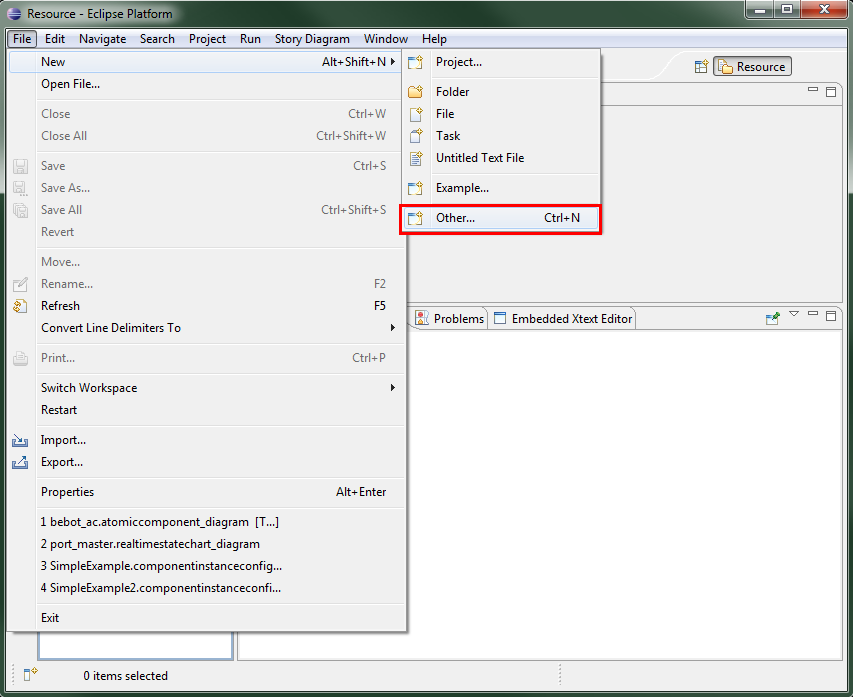 Resource - Eclipse Platform
File Edit Navigate Search Project Run Story Diagram Window Help
New Alt+Shift+N
Open File...
Close Ctrl+W
Close All Ctrl+Shift+W
Save Ctrl+S
Save As...
Save All Ctrl+Shift+S
Revert
Move...
Rename... F2
Refresh F5
Convert Line Delimiters To
Print... Ctrl+P
Switch Workspace
Restart
Import...
Export...
Properties Alt+Enter
1 bebot_ac.atomiccomponent_diagram [T...]
2 port_master.realtimestatechart_diagram
3 SimpleExample.componentinstanceconfig...
4 SimpleExample2.componentinstanceconfi...
Exit
Project...
Folder
File
Task
Untitled Text File
Example...
Other... Ctrl+N
Resource
Problems
Embedded Xtext Editor
0 items selected